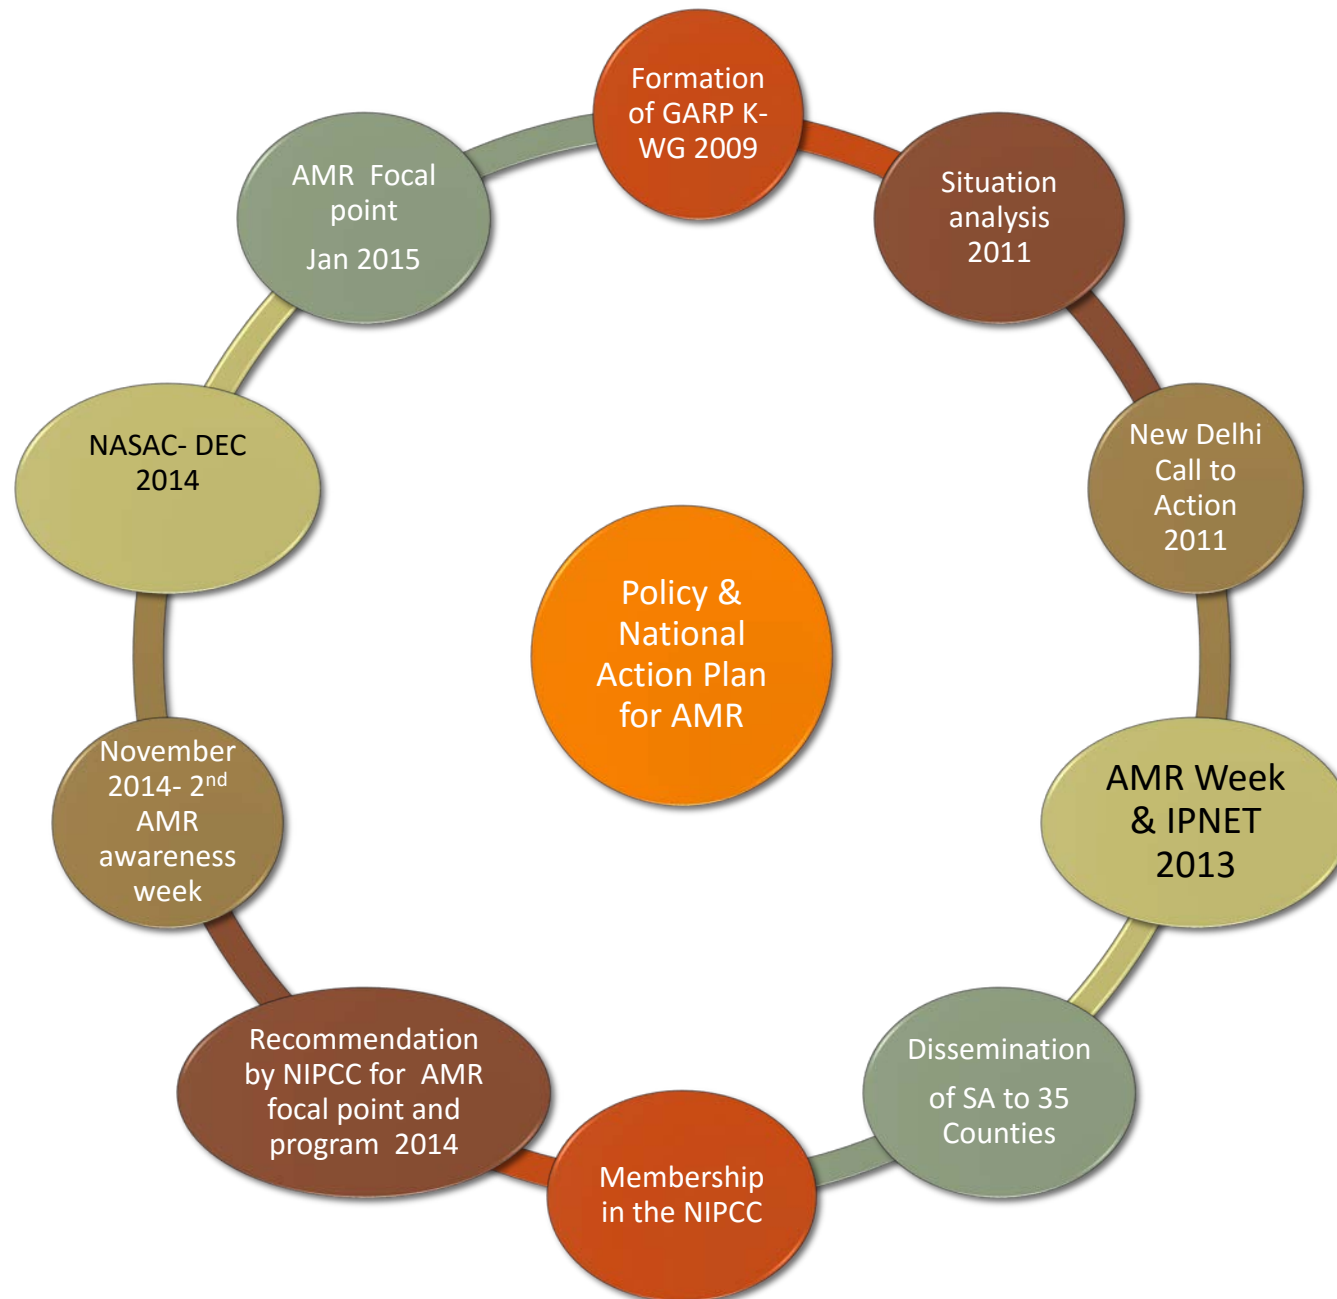 Formation
of GARP K-
WG 2009
Situation
analysis
2011
New Delhi
Call to
Action
2011
AMR Week
& IPNET
2013
Dissemination
of SA to 35
Counties
Membership
in the NIPCC
Recommendation
by NIPCC for AMR
focal point and
program 2014
November
2014- 2nd
AMR
awareness
week
NASAC- DEC
2014
AMR Focal
point
Jan 2015
Policy &
National
Action Plan
for AMR